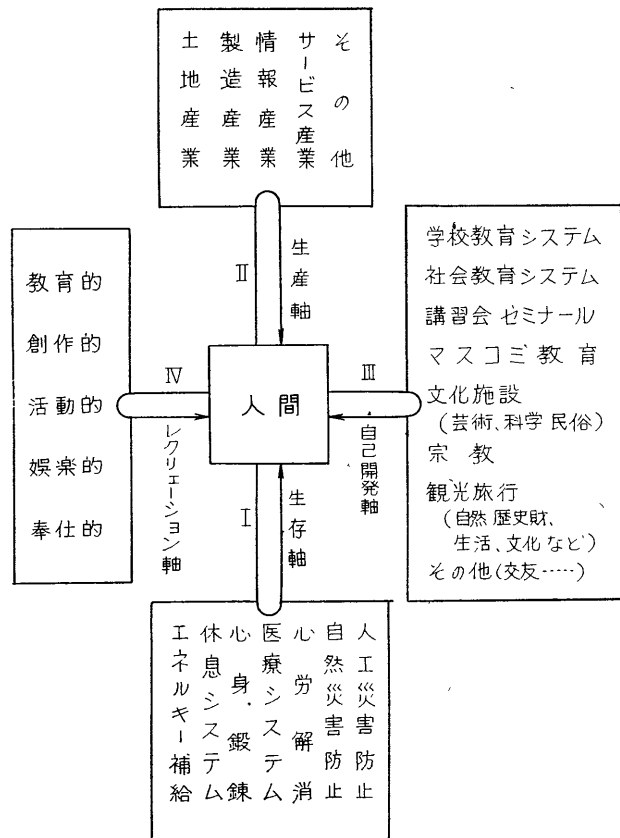 その他
サービス産業
情報産業
製造産業
土地産業
II
生産軸
教育的
創作的
活動的
娯楽的
奉仕的
IV
レクリェーション軸
人間
III
自己開発軸
学校教育システム
社会教育システム
講習会 ゼミナール
マスコミ教育
文化施設
(芸術、科学 民俗)
宗教
観光旅行
(自然 歴史財、
生活、文化など)
その他(交友……)
I
生存軸
人工災害防止
自然災害防止
心労解消
医療システム
心身・鍛錬
休息システム
エネルキー補給